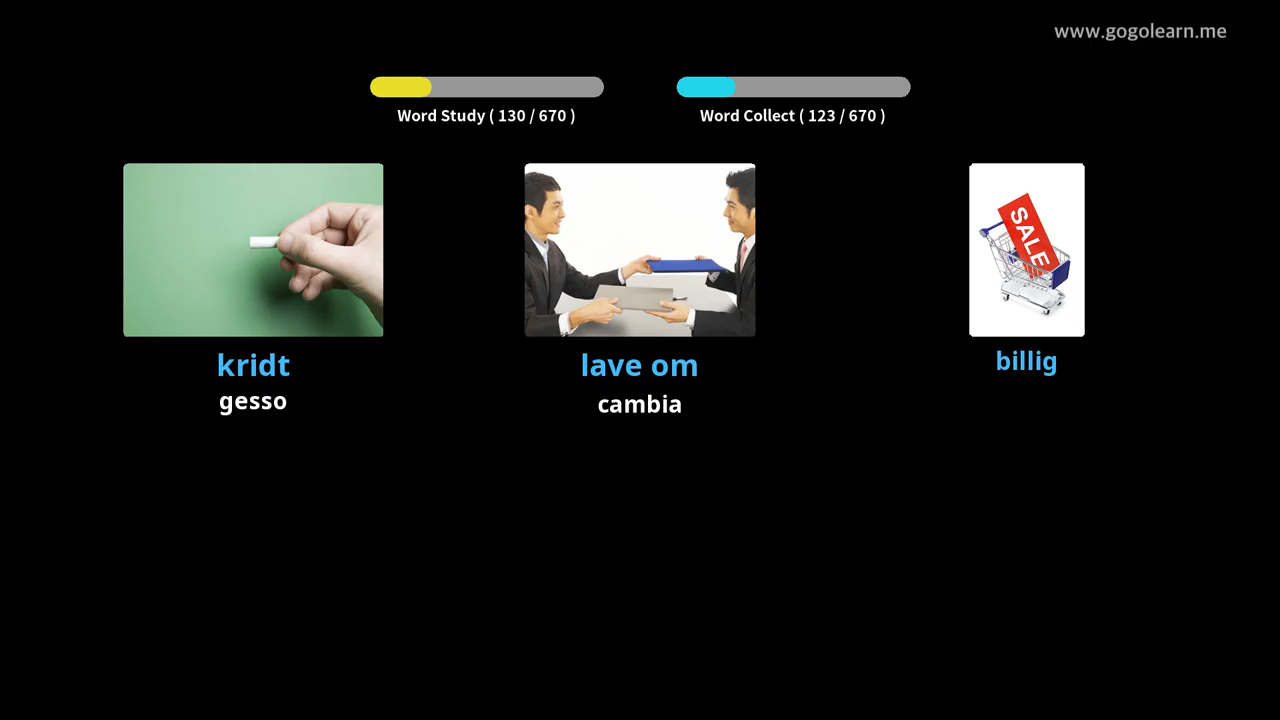 www.gogolearn.me
Word Study ( 130 / 670 )
Word Collect ( 123 / 670 )
SALE
kridt
lave om
billig
gesso
cambia